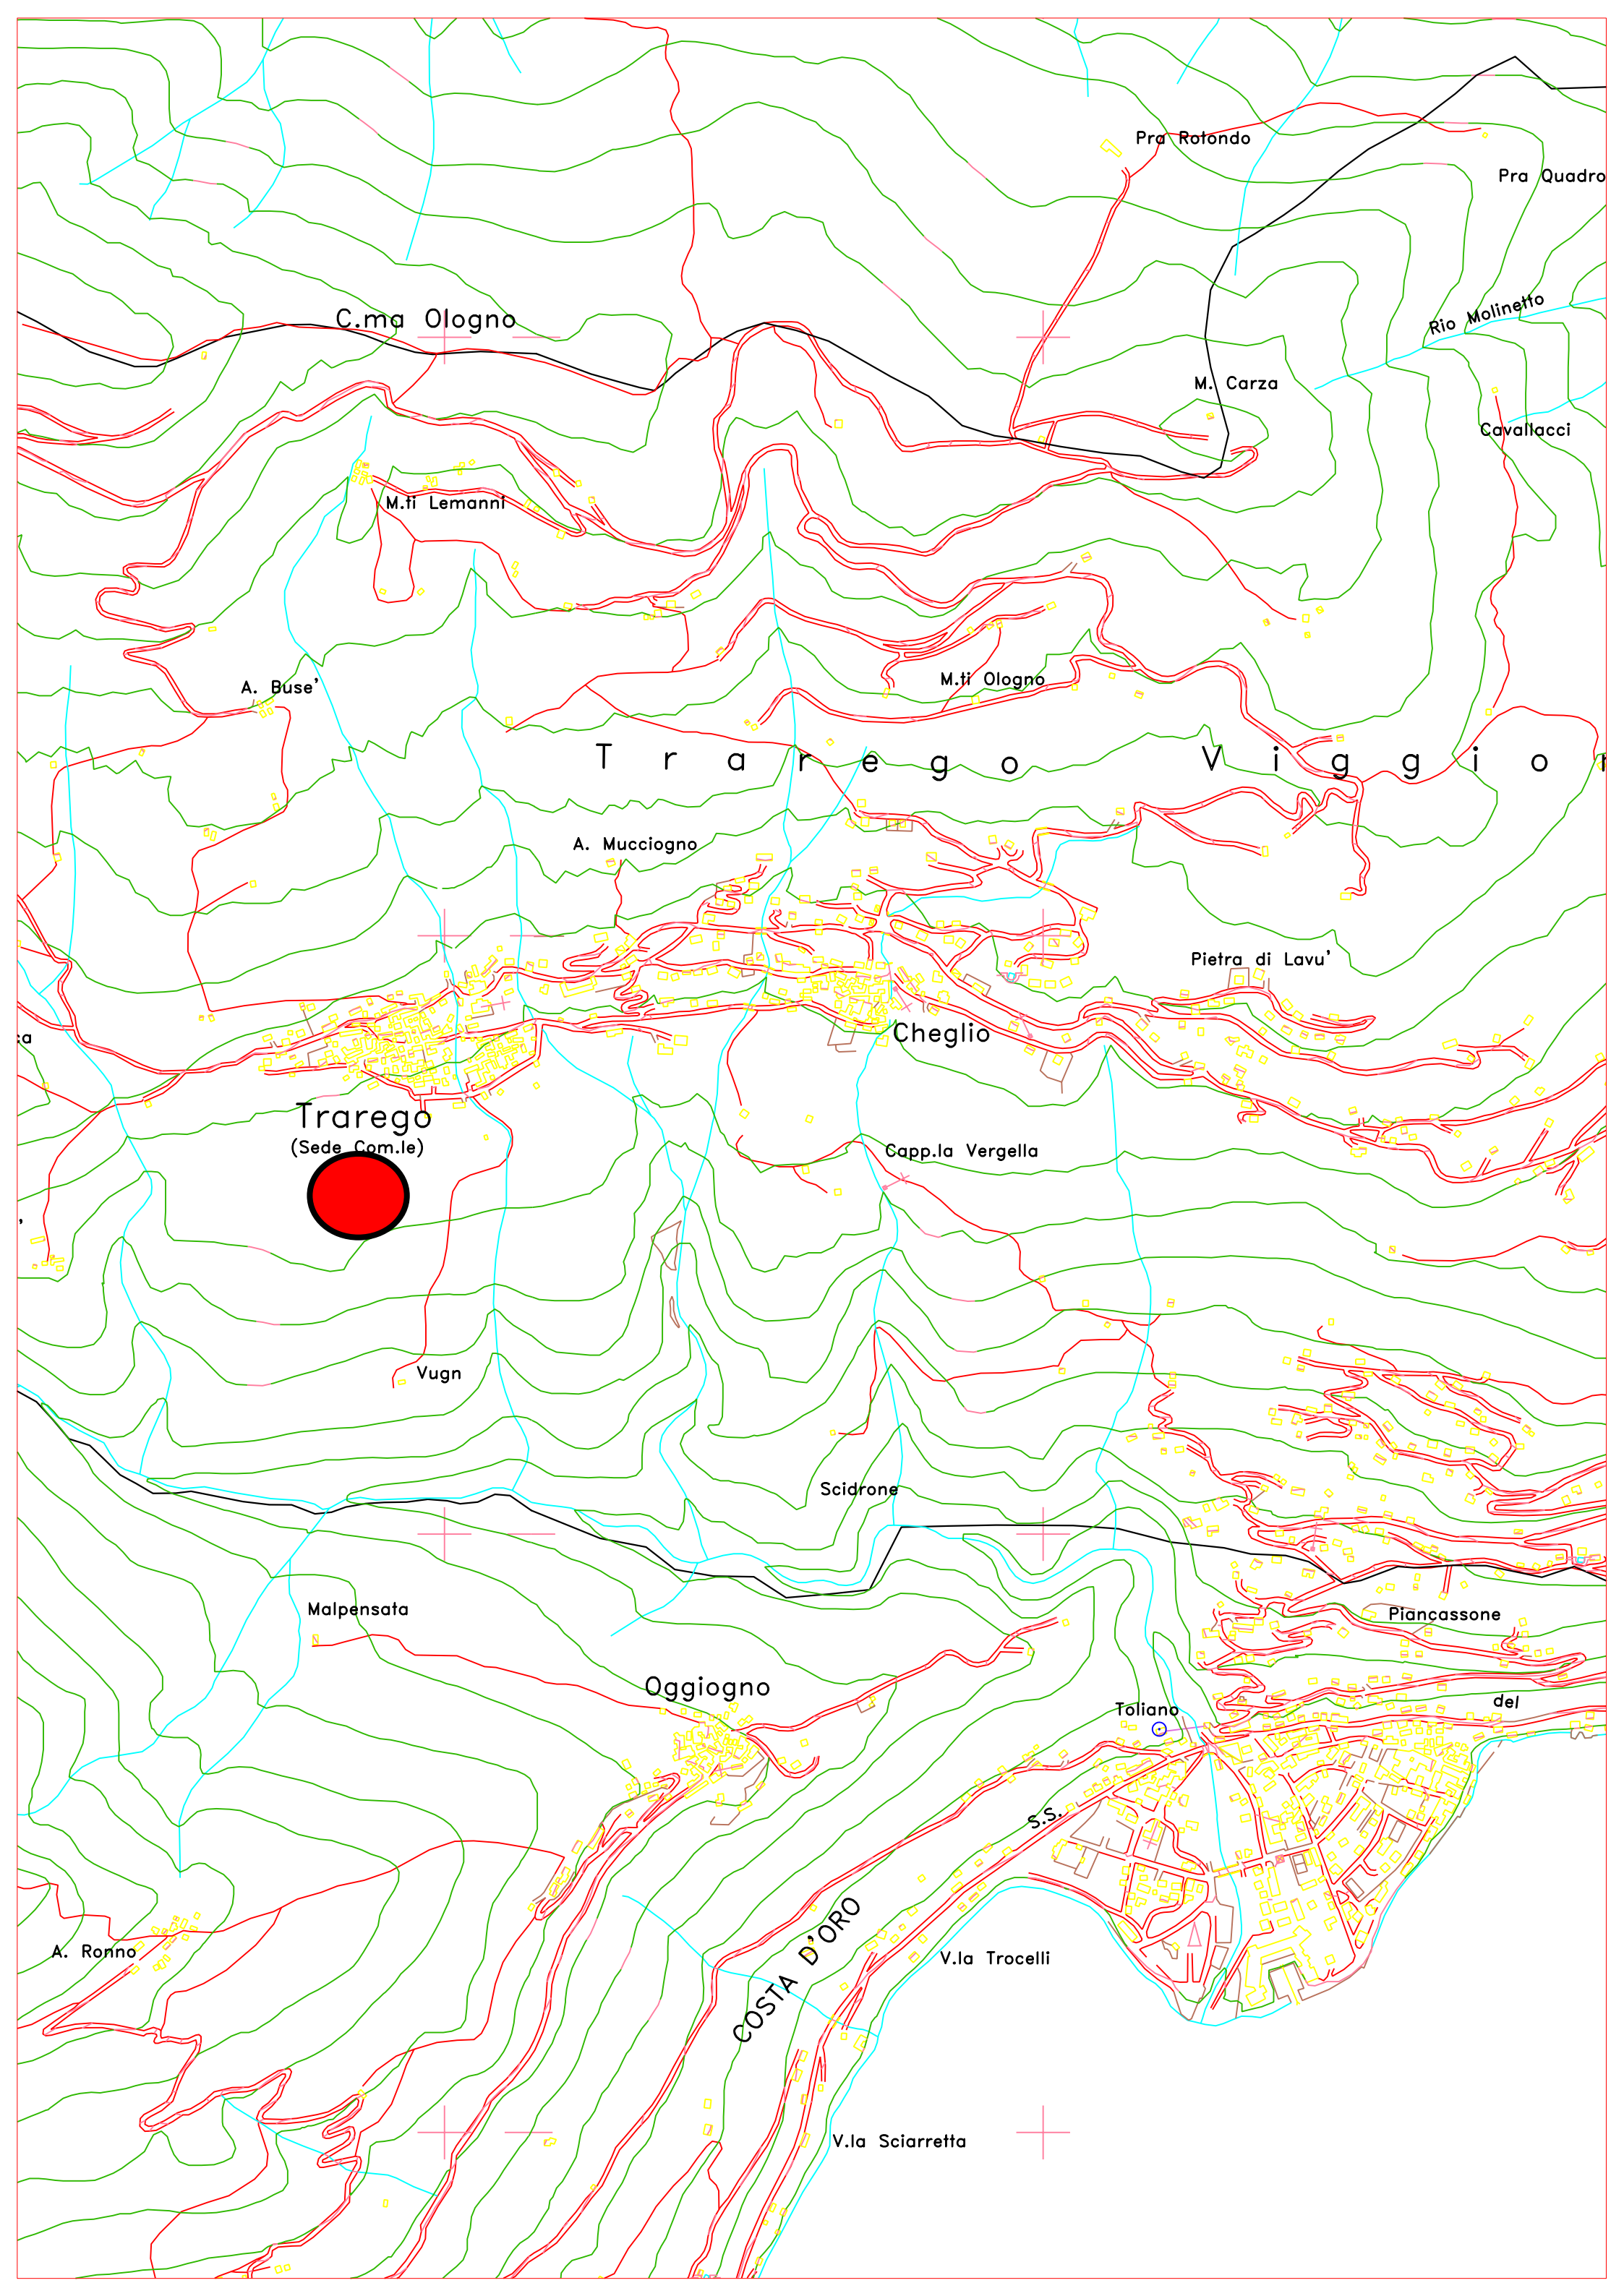 Pra Rotondo
Pra Quadro
Rio Molinetto
C.ma Ologno
M. Carza
Cavallacci
M.ti Lemanni
M.ti Ologno
A. Buse'
Trarego Viggio
A. Mucciogno
Pietra di Lavu'
Cheglio
Trarego
(Sede Com.le)
Capp.la Vergella
Vugn
Scidrone
Malpensata
Piancassone
Oggiogno
del
Toliano
S.S.
COSTA D'ORO
A. Ronno
V.la Trocelli
V.la Sciarretta